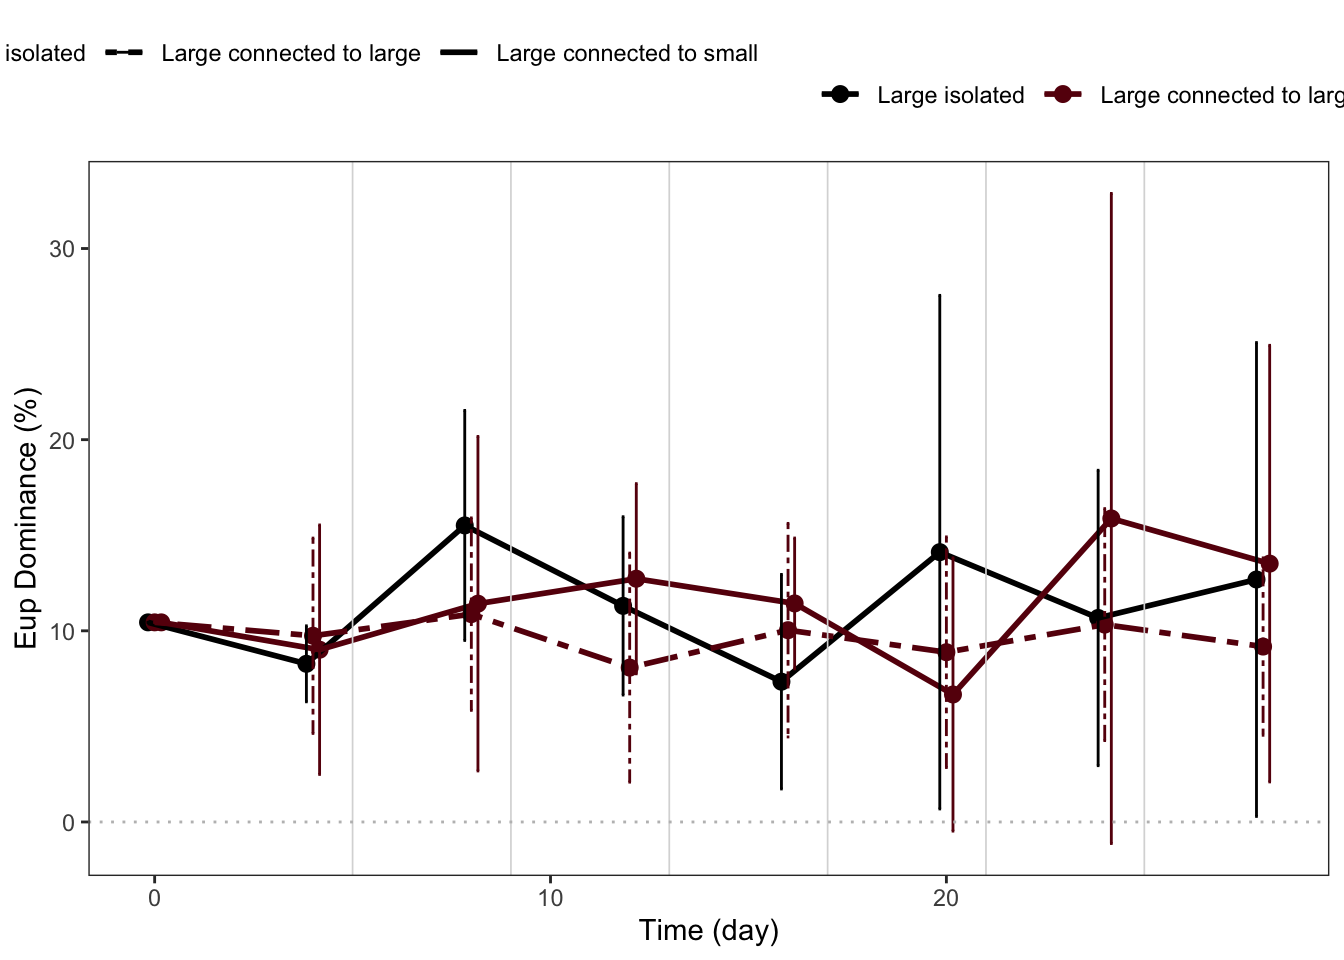 isolated Large connected to large Large connected to small
Large isolated Large connected to larg
Eup Dominance (%)
30
20
10
0
0 10 20
Time (day)